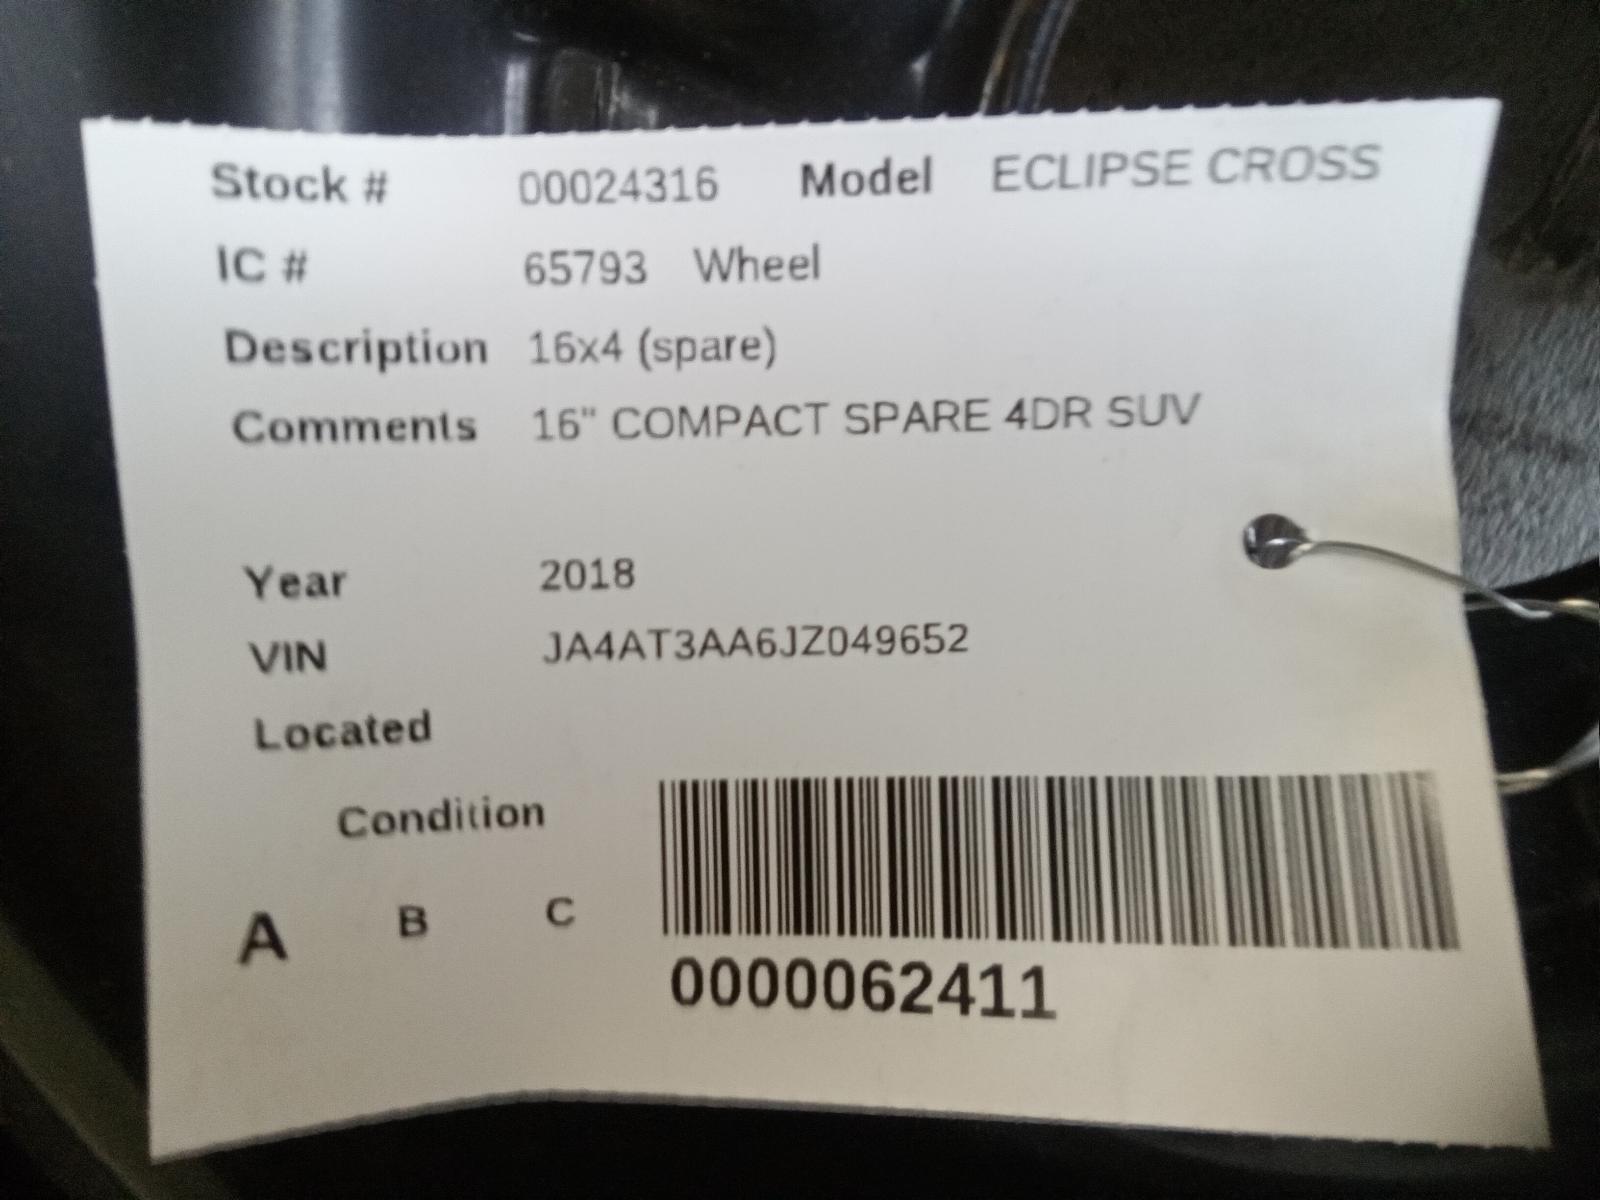 Stock # 00024316 Model ECLIPSE CROSS
IC # 65793 Wheel
Description 16x4 (spare)
Comments 16" COMPACT SPARE 4DR SUV
Year 2018
VIN JA4AT3AA6JZ049652
Located
Condition
A B C
0000062411